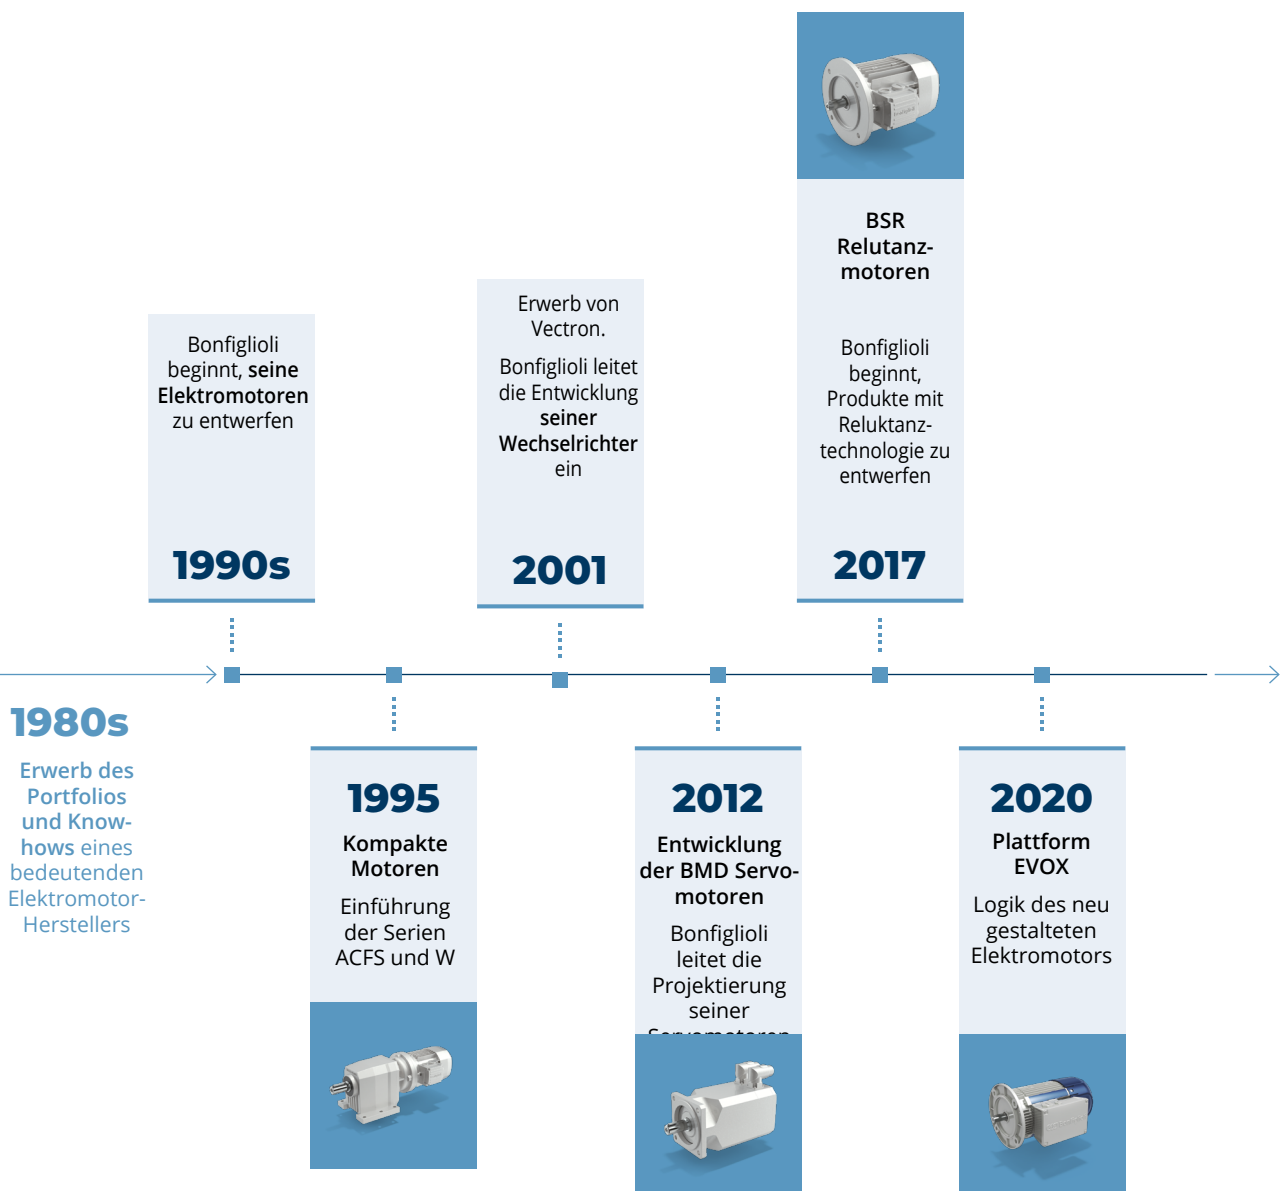 1980s
Erwerb des
Portfolios
und Know-
hows eines
bedeutenden
Elektromotor-
Herstellers
Bonfiglioli
beginnt, seine
Elektromotoren
zu entwerfen
1990s
1995
Kompakte
Motoren
Einführung
der Serien
ACFS und W
Erwerb von
Vectron.
Bonfiglioli leitet
die Entwicklung
seiner
Wechselrichter
ein
2001
2012
Entwicklung
der BMD Servo-
motoren
Bonfiglioli
leitet die
Projektierung
seiner
Servomotoren
BSR
Relutanz-
motoren
Bonfiglioli
beginnt,
Produkte mit
Reluktanz-
technologie zu
entwerfen
2017
2020
Plattform
EVOX
Logik des neu
gestalteten
Elektromotors